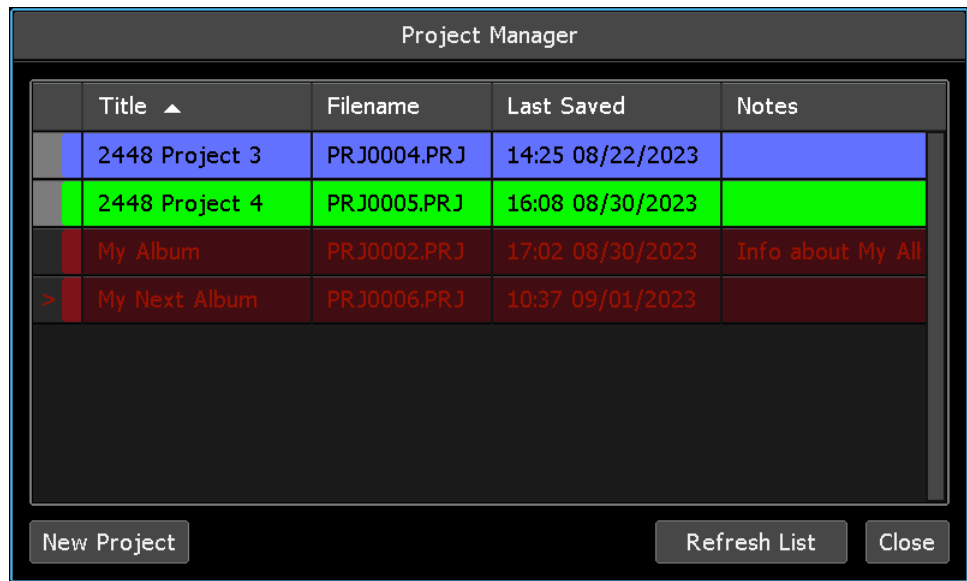 Project Manager
Title ▲ Filename Last Saved Notes
2448 Project 3 PRJ0004.PRJ 14:25 08/22/2023
2448 Project 4 PRJ0005.PRJ 16:08 08/30/2023
My Album PRJ0002.PRJ 17:02 08/30/2023 Info about My All
> My Next Album PRJ0006.PRJ 10:37 09/01/2023
New Project Refresh List Close